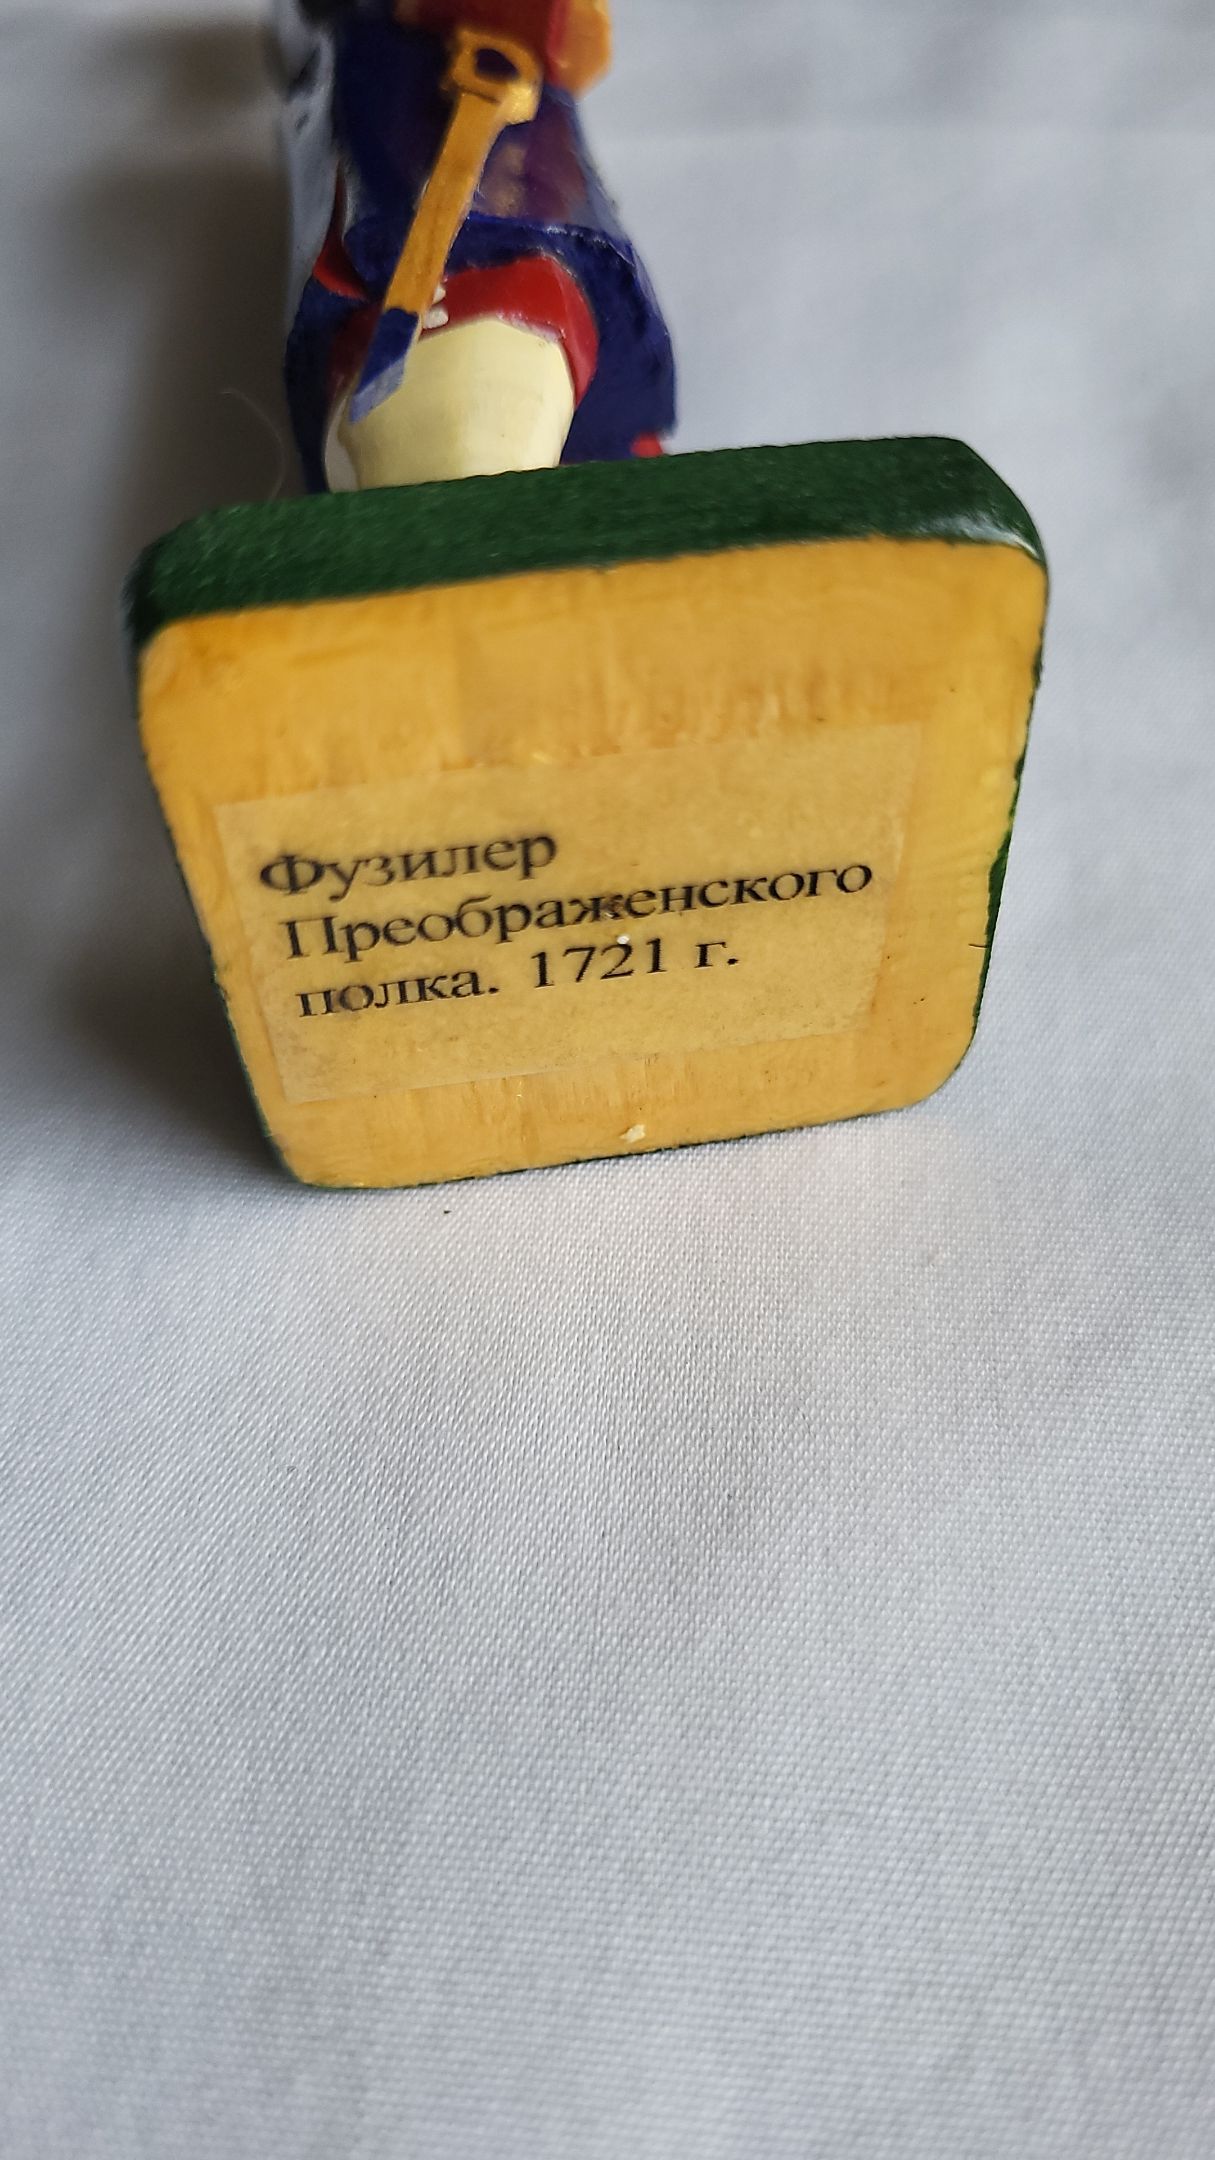 Фузилер
Преображенского
полка. 1721 г.